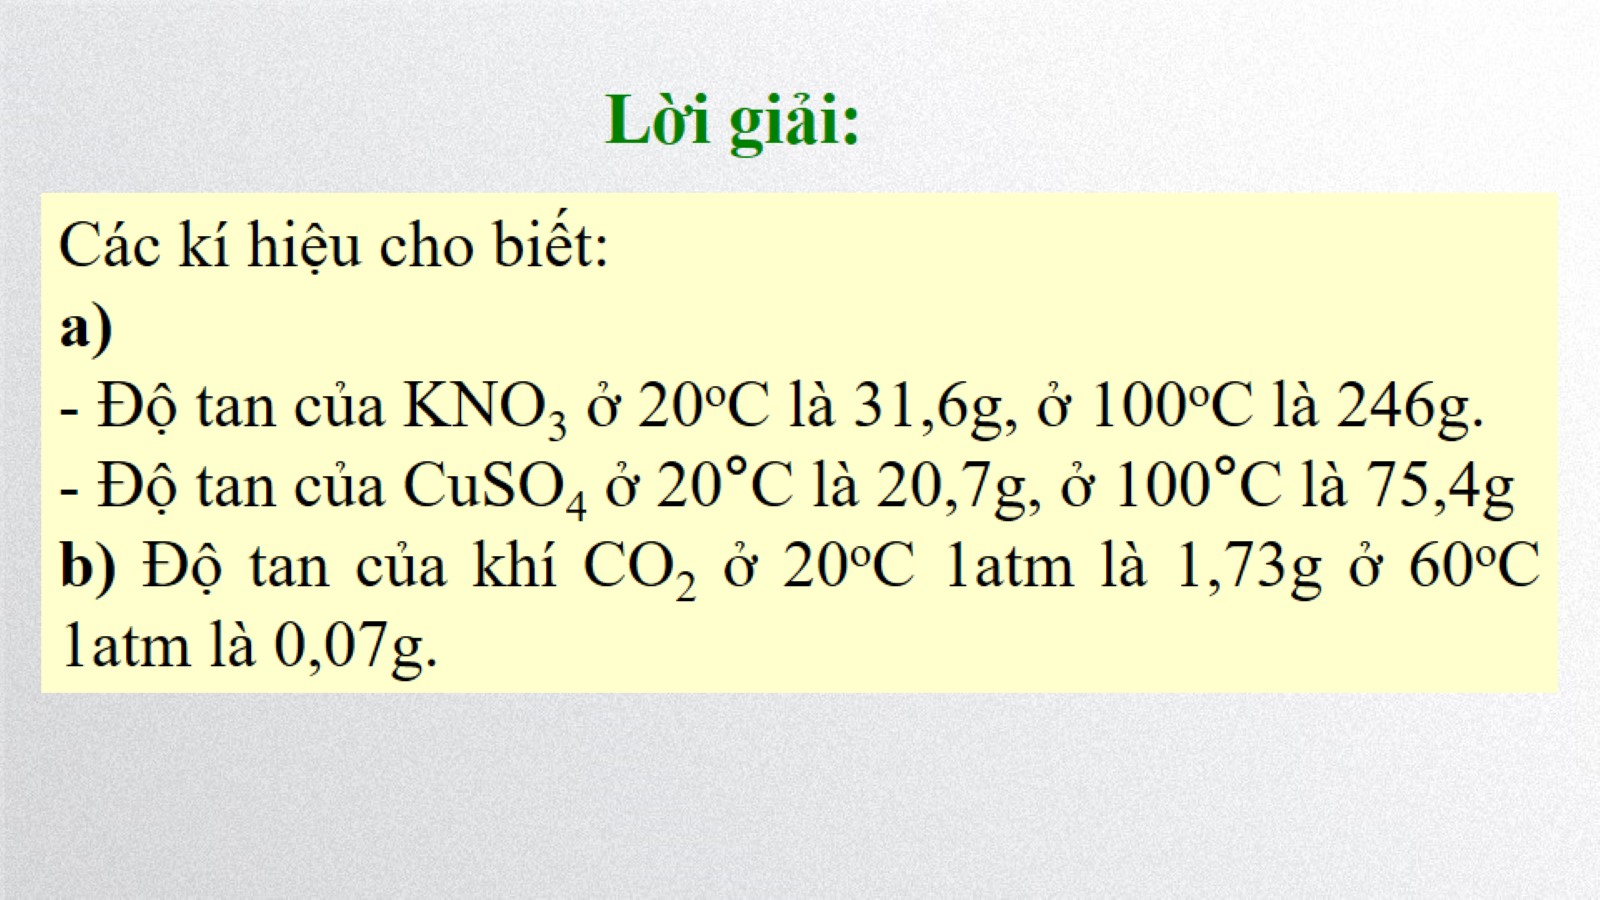 Lời giải:
Các kí hiệu cho biết:
a)
- Độ tan của KNO₃ ở 20ᵒC là 31,6g, ở 100ᵒC là 246g.
- Độ tan của CuSO₄ ở 20°C là 20,7g, ở 100°C là 75,4g
b) Độ tan của khí CO₂ ở 20ᵒC 1atm là 1,73g ở 60ᵒC
1atm là 0,07g.